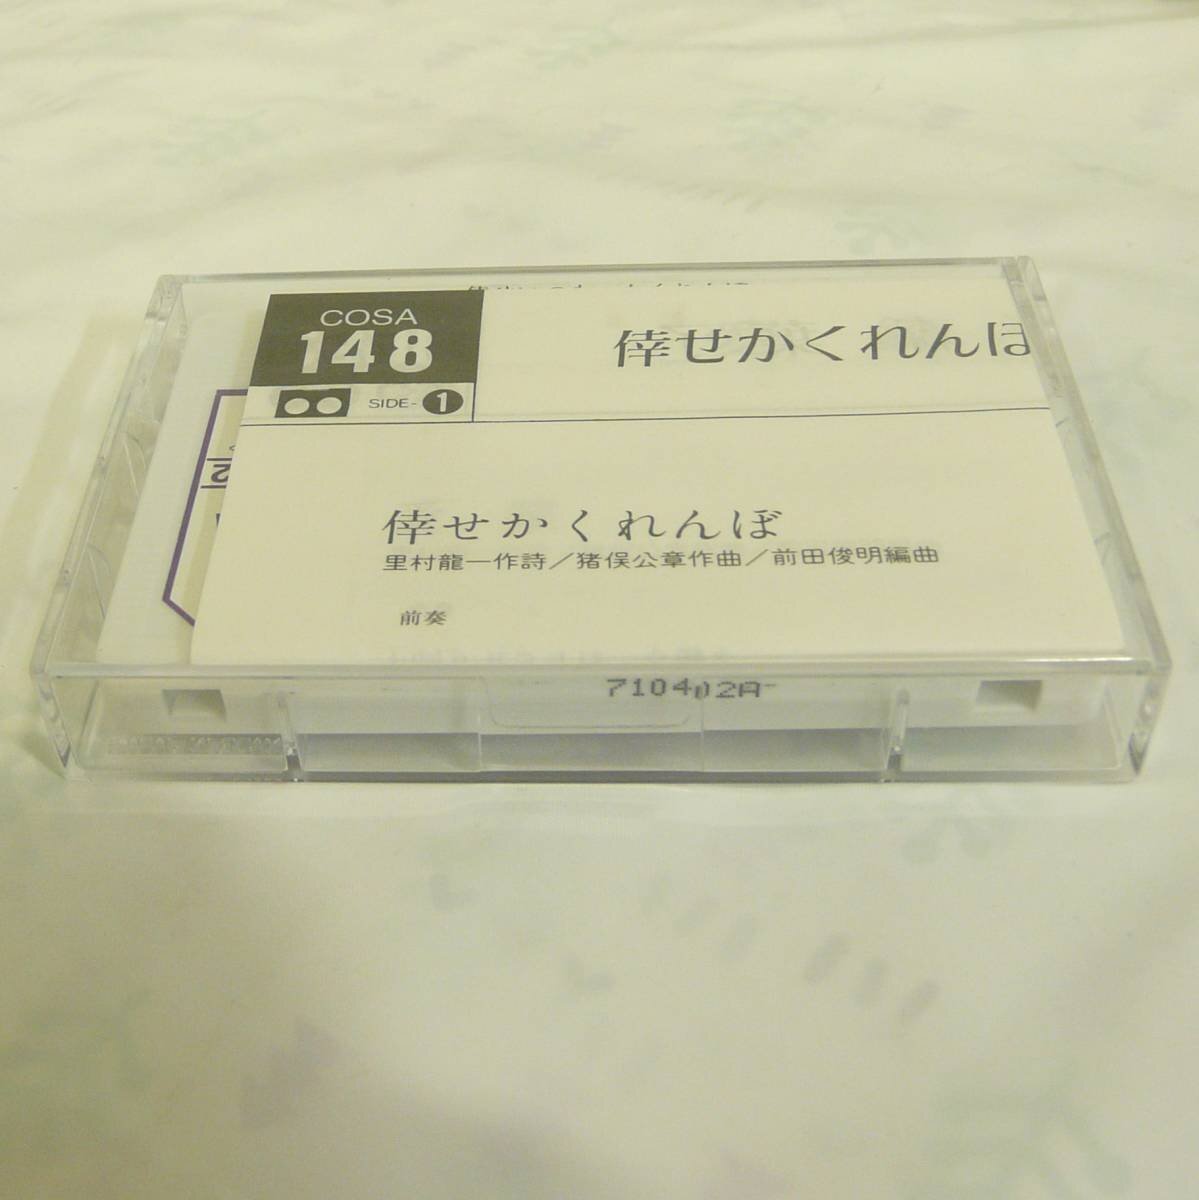 COSA
148
SIDE-1
倖せかくれんぼ
倖せかくれんぼ
里村龍一作詩／猪俣公章作曲／前田俊明編曲
前奏
710402A